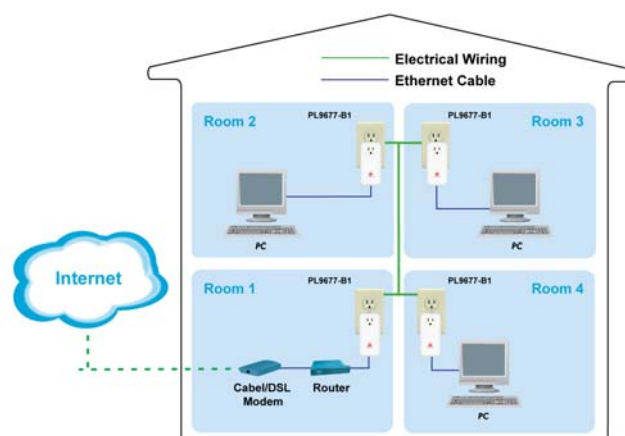 Electrical Wiring
Ethernet Cable
Room 2
PL9677-B1
PL9677-B1
Room 3
PC
PC
Internet
Room 1
PL9677-B1
PL9677-B1
Room 4
Cabel/DSL
Modem
Router
PC